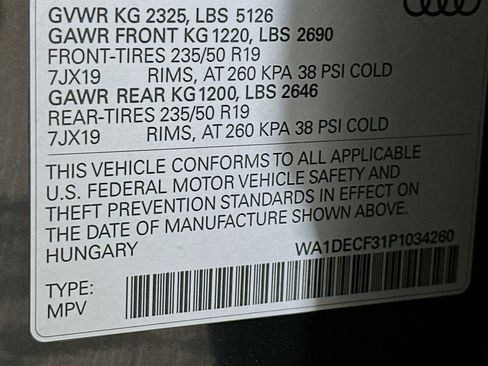 GVWR KG 2325, LBS 5126
GAWR FRONT KG 1220, LBS 2690
FRONT-TIRES 235/50 R19
7JX19 RIMS, AT 260 KPA 38 PSI COLD
GAWR REAR KG1200, LBS 2646
REAR-TIRES 235/50 R19
7JX19 RIMS, AT 260 KPA 38 PSI COLD
THIS VEHICLE CONFORMS TO ALL APPLICABLE
U.S. FEDERAL MOTOR VEHICLE SAFETY AND
THEFT PREVENTION STANDARDS IN EFFECT ON
THE DATE OF MANUFACTURE SHOWN ABOVE.
HUNGARY
WA1DECF31P1034260
TYPE:
MPV